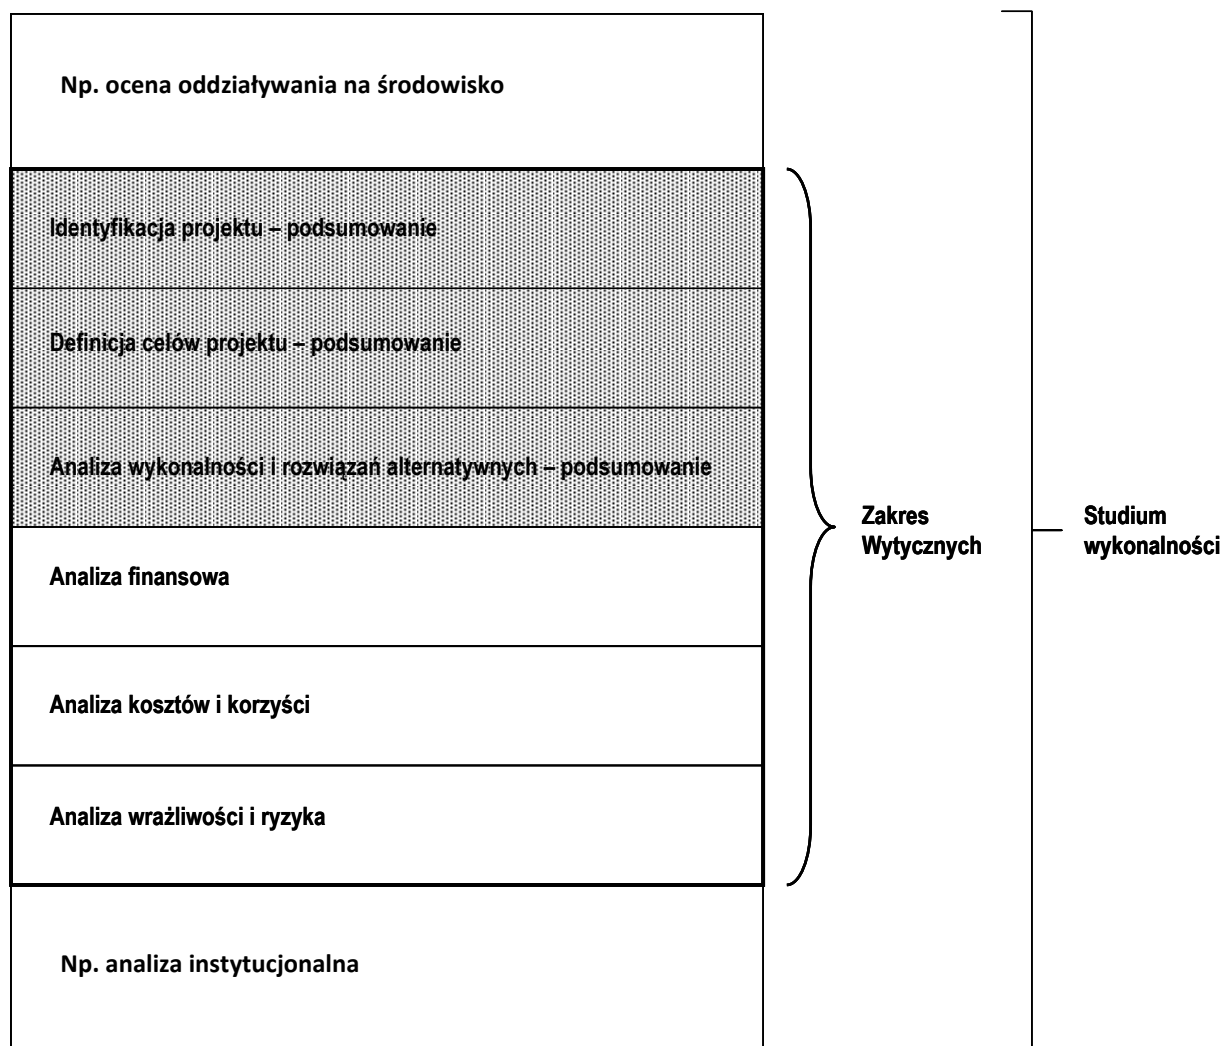 Np. ocena oddziaływania na środowisko
Identyfikacja projektu – podsumowanie
Definicja celów projektu – podsumowanie
Analiza wykonalności i rozwiązań alternatywnych – podsumowanie
Zakres
Wytycznych
Studium
wykonalności
Analiza finansowa
Analiza kosztów i korzyści
Analiza wrażliwości i ryzyka
Np. analiza instytucjonalna